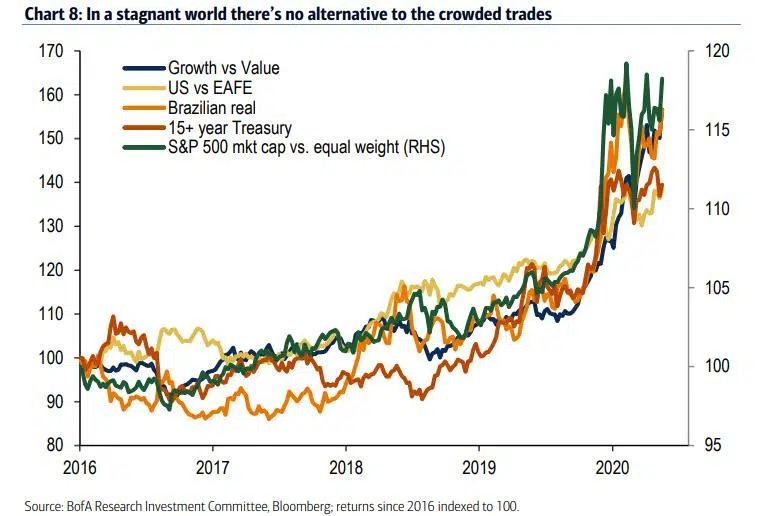 Chart 8: In a stagnant world there's no alternative to the crowded trades
170
160
150
140
130
120
110
100
90
80
120
115
110
105
100
95
Growth vs Value
US vs EAFE
Brazilian real
15+ year Treasury
S&P 500 mkt cap vs. equal weight (RHS)
2016 2017 2018 2019 2020
Source: BofA Research Investment Committee, Bloomberg; returns since 2016 indexed to 100.